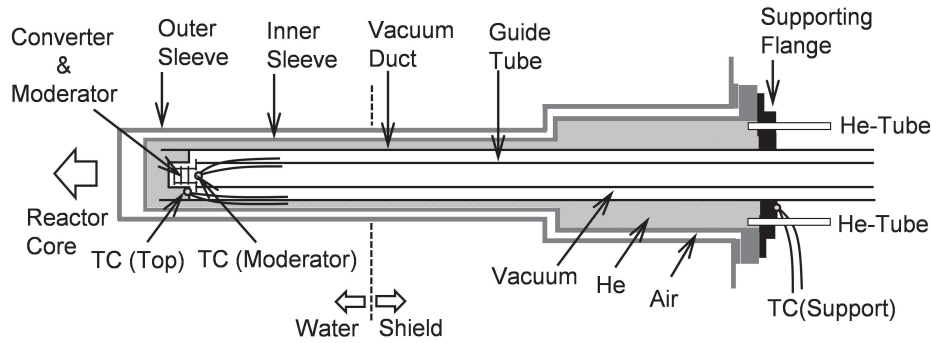 Converter
&
Moderator
Outer
Sleeve
Inner
Sleeve
Vacuum
Duct
Guide
Tube
Supporting
Flange
He-Tube
Reactor
Core
TC (Top)
TC (Moderator)
He-Tube
Vacuum
He
Air
TC(Support)
Water
Shield